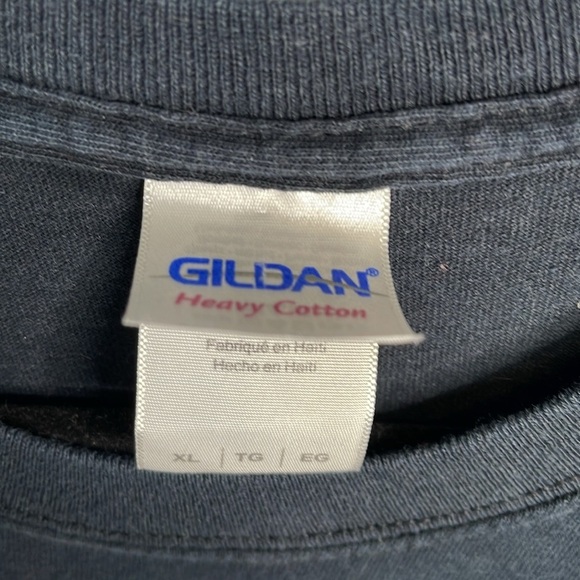 GILDAN®
Heavy Cotton
Fabriqué en Haïti
Hecho en Haití
XL | TG | EG